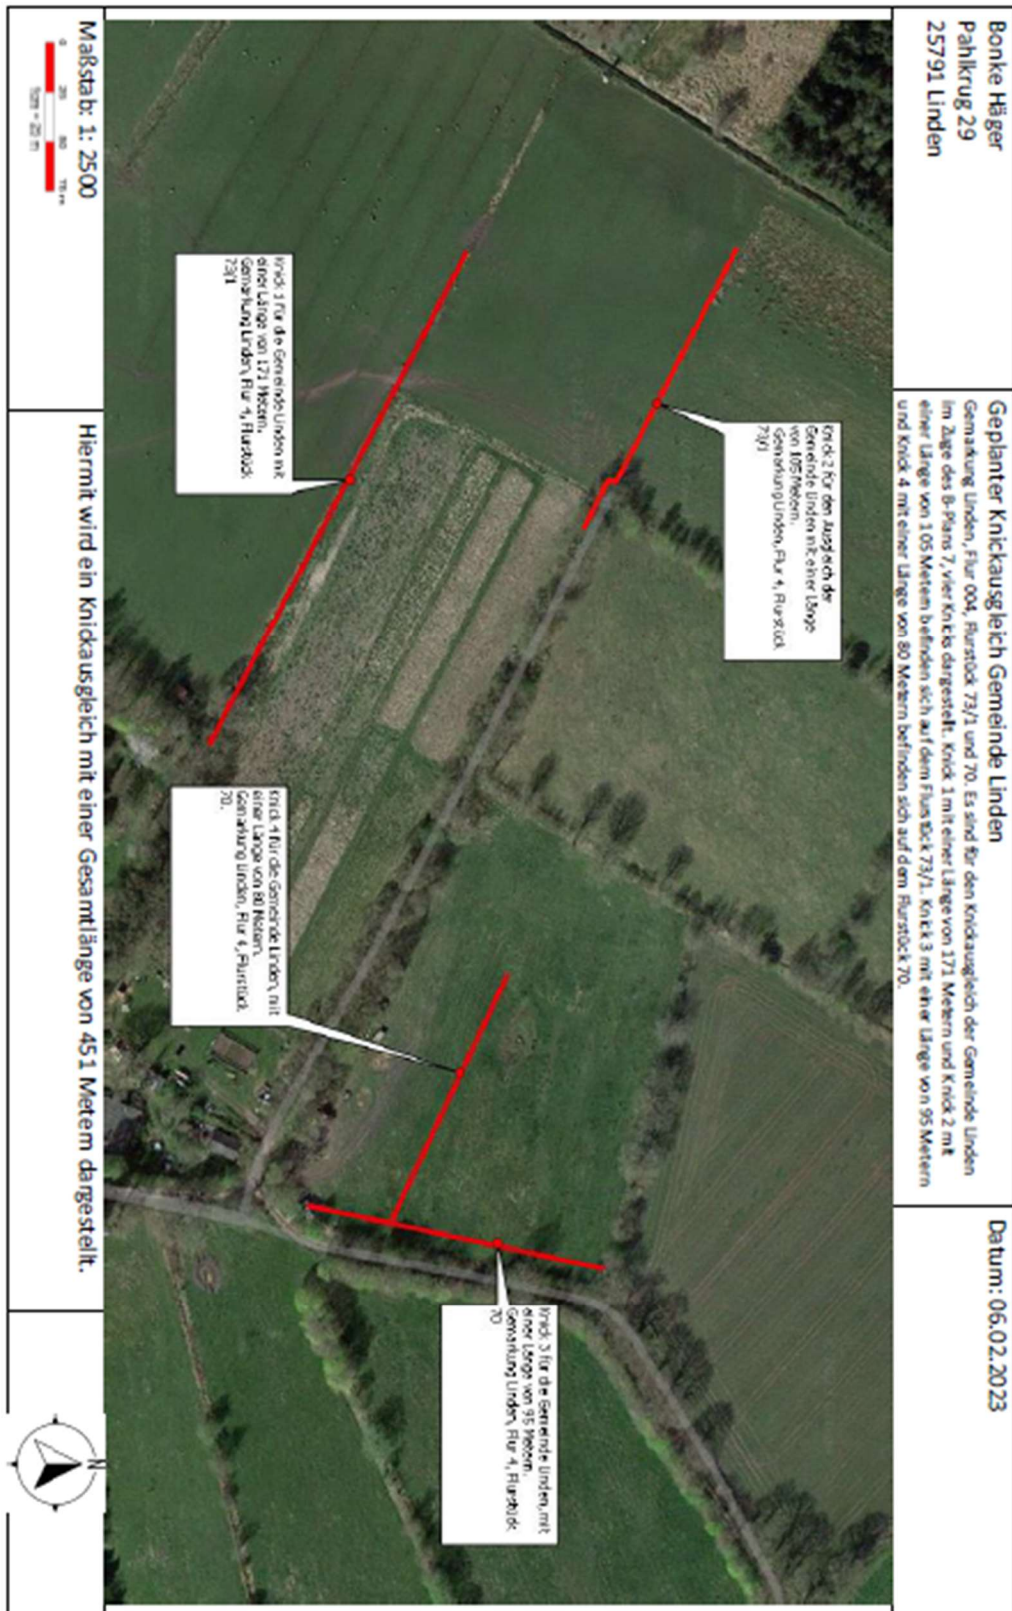 Bonke Häger
Pahlkrug 29
25791 Linden
Geplanter Knickausgleich Gemeinde Linden
Gemarkung Linden, Flur 004, Flurstück 73/1 und 70. Es sind für den Knickausgleich der Gemeinde Linden
im Zuge des B-Plans 7, vier Knicks dargestellt. Knick 1 mit einer Länge von 171 Metern und Knick 2 mit
einer Länge von 105 Metern befinden sich auf dem Flurstück 73/1. Knick 3 mit einer Länge von 95 Metern
und Knick 4 mit einer Länge von 80 Metern befinden sich auf dem Flurstück 70.
Datum: 06.02.2023
Knick 2 für den Ausgleich der
Gemeinde Linden mit einer Länge
von 105 Metern.
Gemarkung Linden, Flur 4, Flurstück
73/1
Knick 1 für die Gemeinde Linden mit
einer Länge von 171 Metern.
Gemarkung Linden, Flur 4, Flurstück
73/1
Knick 4 für die Gemeinde Linden, mit
einer Länge von 80 Metern.
Gemarkung Linden, Flur 4, Flurstück
70.
Knick 3 für die Gemeinde Linden, mit
einer Länge von 95 Metern.
Gemarkung Linden, Flur 4, Flurstück
70
Maßstab: 1: 2500
0 25 50 75 m
1cm = 25 m
Hiermit wird ein Knickausgleich mit einer Gesamtlänge von 451 Metern dargestellt.
N